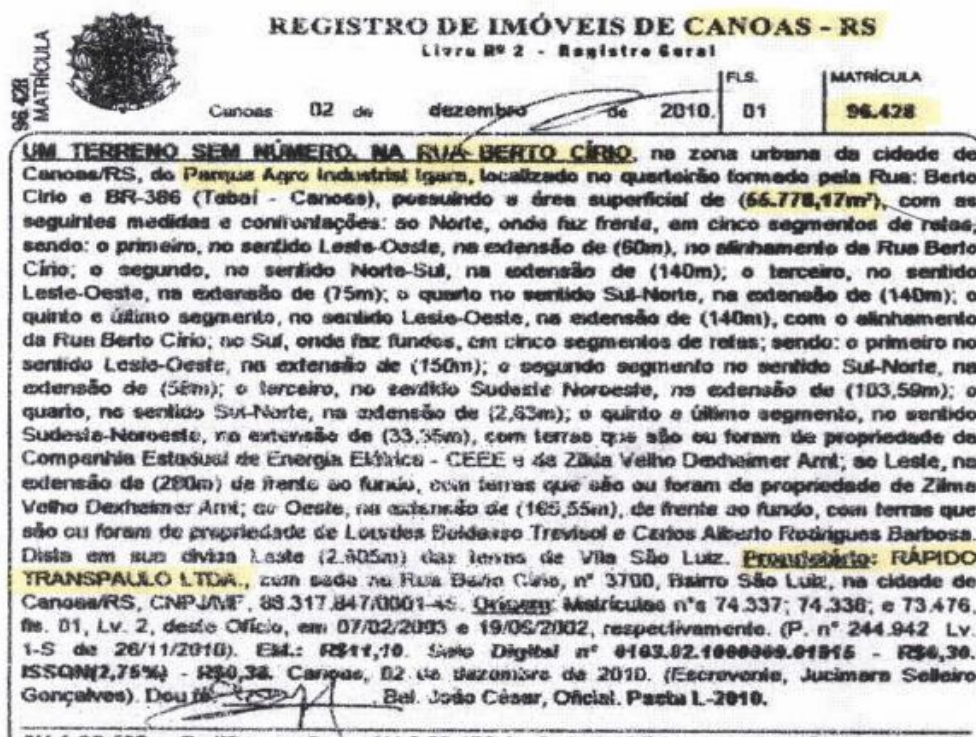 REGISTRO DE IMÓVEIS DE CANOAS - RS
Livro Nº 2 - Registro Geral
96.428
MATRÍCULA
FLS.
MATRÍCULA
Canoas 02 de dezembro de 2010. 01 96.428
UM TERRENO SEM NÚMERO, NA RUA BERTO CÍRIO, na zona urbana da cidade de
Canoas/RS, do Parque Agro Industrial Igara, localizado no quarteirão formado pela Rua: Berto
Círio e BR-386 (Tabaí - Canoas), possuindo a área superficial de (55.778,17m²), com as
seguintes medidas e confrontações: ao Norte, onde faz frente, em cinco segmentos de retas;
sendo: o primeiro, no sentido Leste-Oeste, na extensão de (60m), no alinhamento da Rua Berto
Círio; o segundo, no sentido Norte-Sul, na extensão de (140m); o terceiro, no sentido
Leste-Oeste, na extensão de (75m); o quarto no sentido Sul-Norte, na extensão de (140m); o
quinto e último segmento, no sentido Leste-Oeste, na extensão de (140m), com o alinhamento
da Rua Berto Círio; no Sul, onde faz fundos, em cinco segmentos de retas; sendo: o primeiro no
sentido Leste-Oeste, na extensão de (150m); o segundo segmento no sentido Sul-Norte, na
extensão de (58m); o terceiro, no sentido Sudeste Noroeste, na extensão de (103,59m); o
quarto, no sentido Sul-Norte, na extensão de (2,63m); o quinto e último segmento, no sentido
Sudeste-Noroeste, na extensão de (33,35m), com terras que são ou foram de propriedade da
Companhia Estadual de Energia Elétrica - CEEE e de Zilda Velho Dexheimer Arnt; ao Leste, na
extensão de (280m) de frente ao fundo, com terras que são ou foram de propriedade de Zilma
Velho Dexheimer Arnt; ao Oeste, na extensão de (165,55m), de frente ao fundo, com terras que
são ou foram de propriedade de Lourdes Boldasso Trevisol e Carlos Alberto Rodrigues Barbosa.
Dista em sua divisa Leste (2.605m) das terras de Vila São Luiz. Proprietário: RÁPIDO
TRANSPAULO LTDA., com sede na Rua Berto Círio, n° 3700, Bairro São Luiz, na cidade de
Canoas/RS, CNPJ/MF, 88.317.847/0001-45. Origem: Matrículas n°s 74.337; 74.336; e 73.476,
fls. 01, Lv. 2, deste Ofício, em 07/02/2003 e 19/06/2002, respectivamente. (P. n° 244.942 Lv.
1-S de 26/11/2010). EM.: R$11,10. Selo Digital n° 0103.02.1000009.01515 - R$0,30.
ISSQN(2,75%) - R$0,38. Canoas, 02 de dezembro de 2010. (Escrevente, Jucimara Selleiro
Gonçalves). Dou fé. Bel. João César, Oficial. Pacta L-2010.